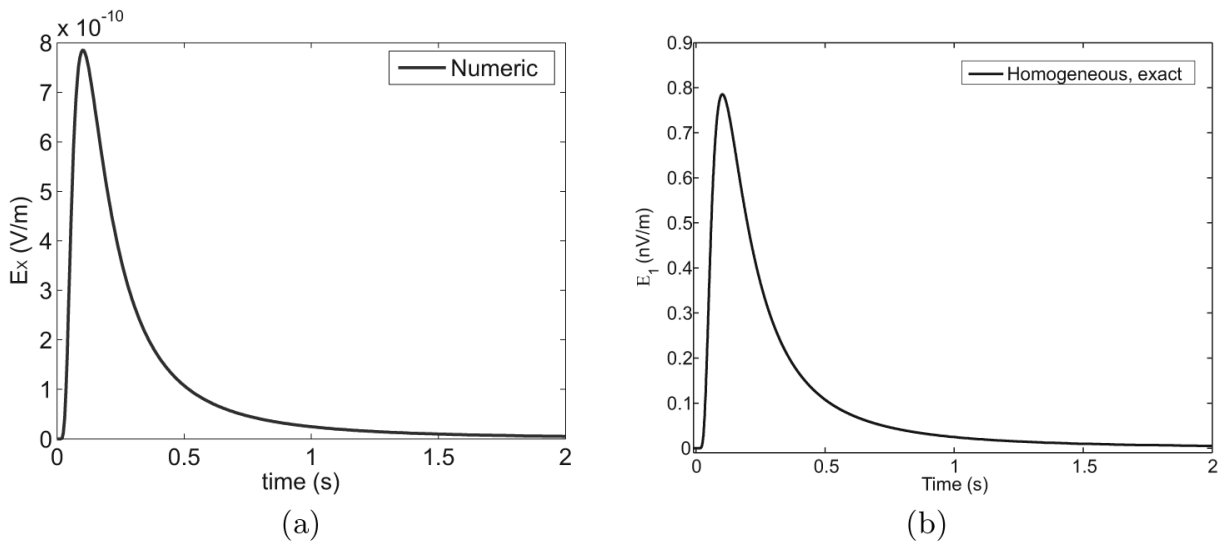 x 10^-10
8
7
6
5
4
3
2
1
0
0 0.5 1 1.5 2
Ex (V/m)
time (s)
Numeric
(a)
0.9
0.8
0.7
0.6
0.5
0.4
0.3
0.2
0.1
0
0 0.5 1 1.5 2
E1 (nV/m)
Time (s)
Homogeneous, exact
(b)